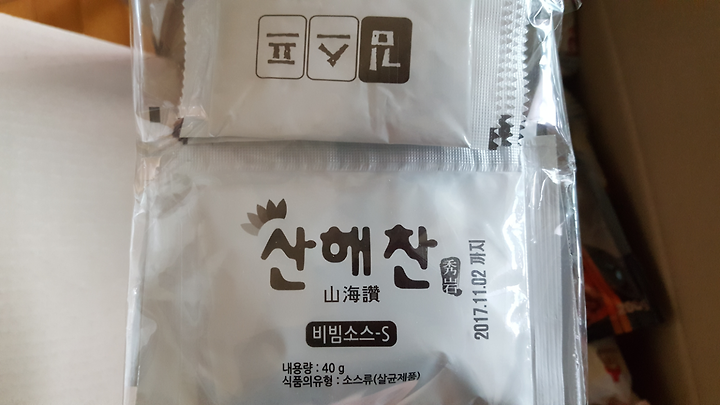 산해찬
秀岩
山海讚
비빔소스-S
내용량 : 40 g
식품의유형 : 소스류(살균제품)
2017.11.02 까지